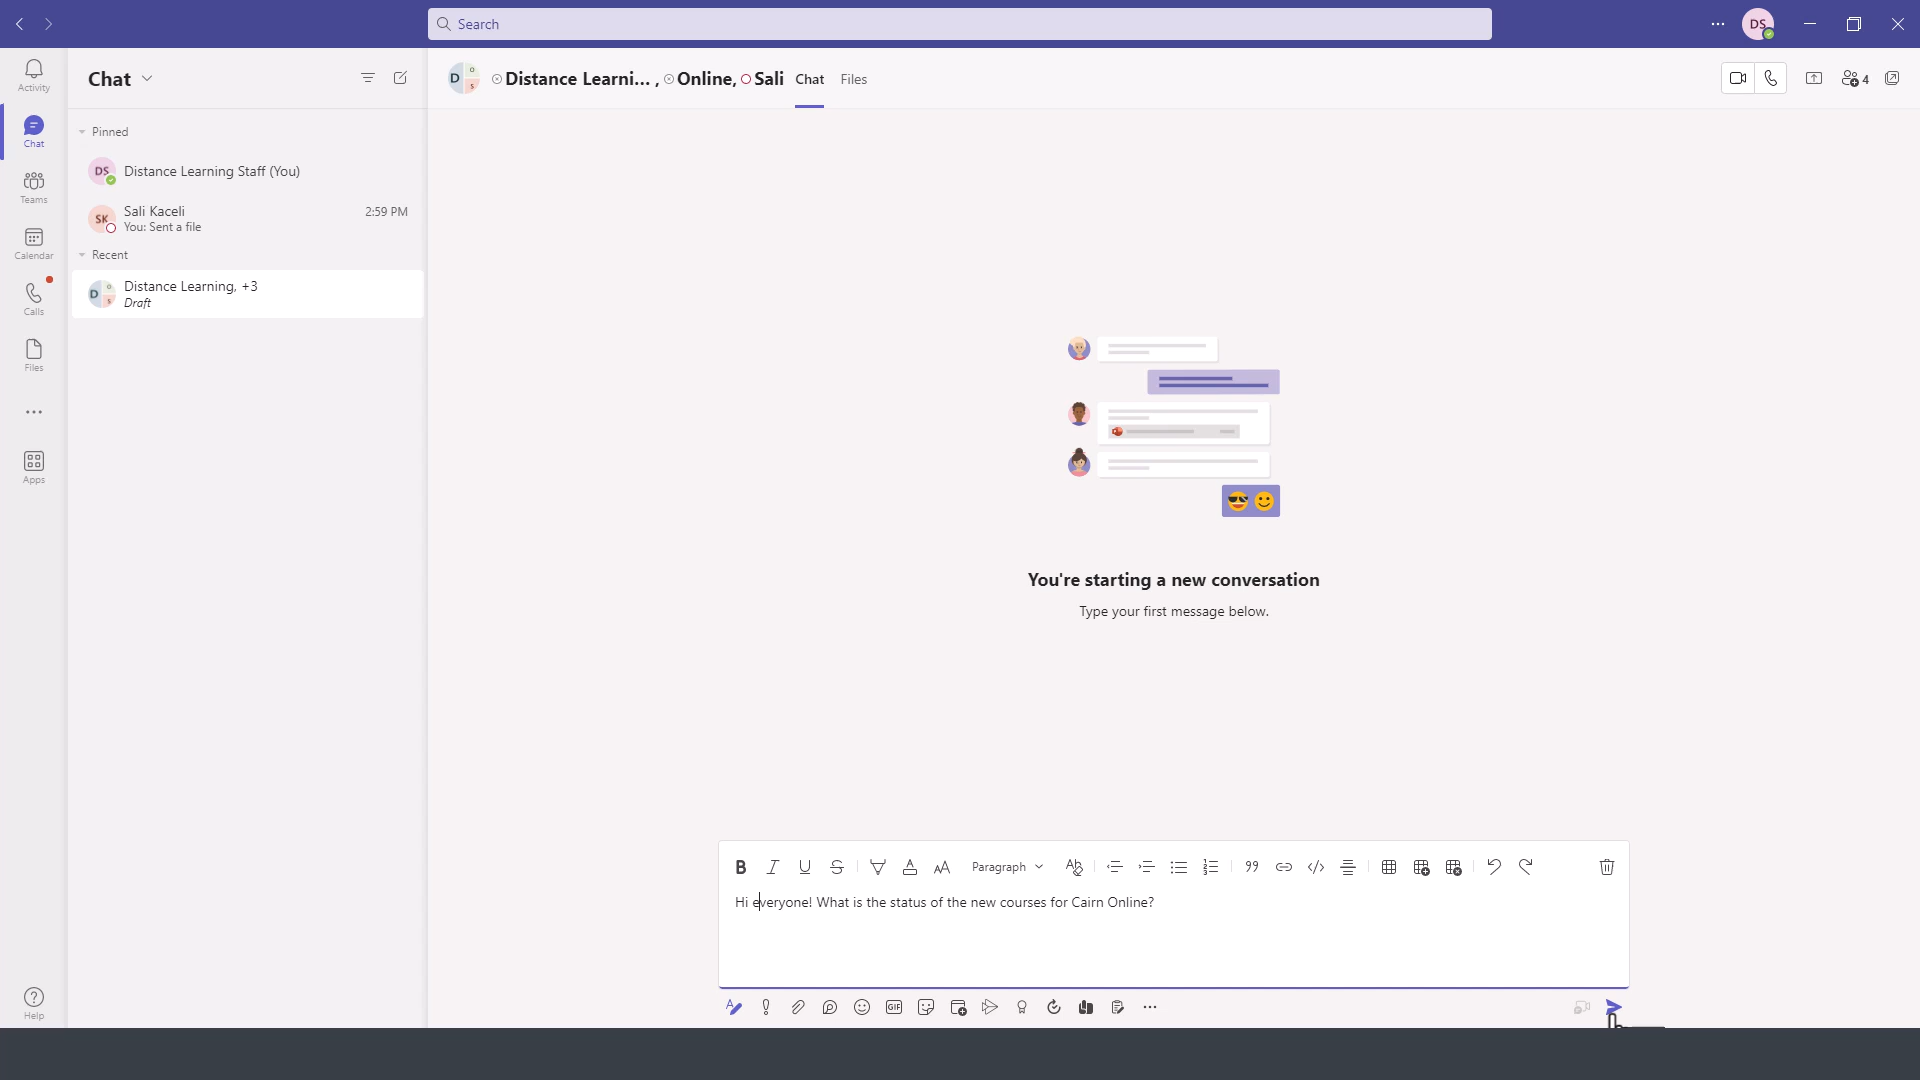 Search
DS
Activity
Chat
Teams
Calendar
Calls
Files
Apps
Help
Chat
Pinned
DS
Distance Learning Staff (You)
SK
Sali Kaceli
2:59 PM
You: Sent a file
Recent
D
O
S
Distance Learning, +3
Draft
D
O
S
Distance Learni... , Online, Sali
Chat
Files
4
You're starting a new conversation
Type your first message below.
B I U S A AA Paragraph Ab
Hi everyone! What is the status of the new courses for Cairn Online?
GIF